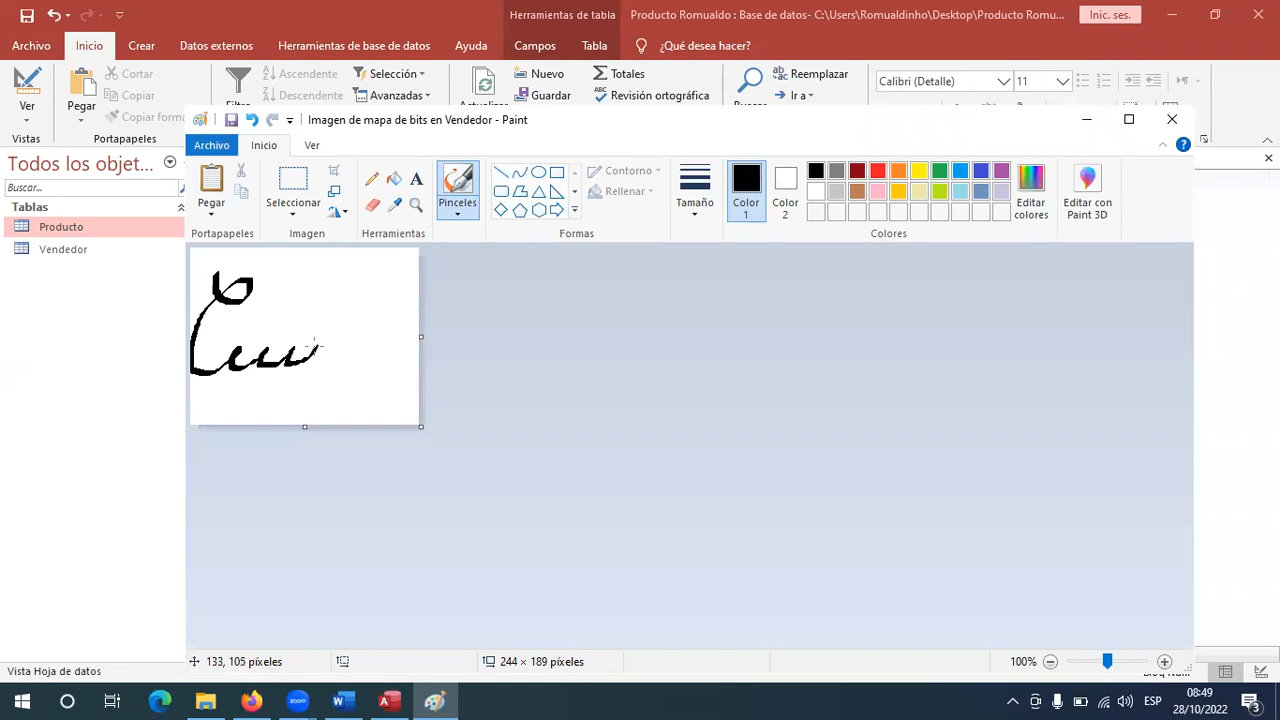 Herramientas de tabla Producto Romualdo : Base de datos- C:\Users\Romualdinho\Desktop\Producto Romu... Inic. ses.
Archivo Inicio Crear Datos externos Herramientas de base de datos Ayuda Campos Tabla ¿Qué desea hacer?
Cortar Ascendente Selección Nuevo Totales Reemplazar Calibri (Detalle) 11
Ver Pegar Copiar Descendente Avanzadas Guardar Revisión ortográfica Ir a
Copiar forma
Vistas Portapapeles
Imagen de mapa de bits en Vendedor - Paint
Archivo Inicio Ver
Todos los objet...
Buscar...
Tablas
Producto
Vendedor
Pegar Seleccionar Pinceles Contorno Rellenar Tamaño Color 1 Color 2 Editar colores Editar con Paint 3D
Portapapeles Imagen Herramientas Formas Colores
133, 105 píxeles 244 × 189 píxeles 100%
Vista Hoja de datos
ESP 08:49
28/10/2022 3